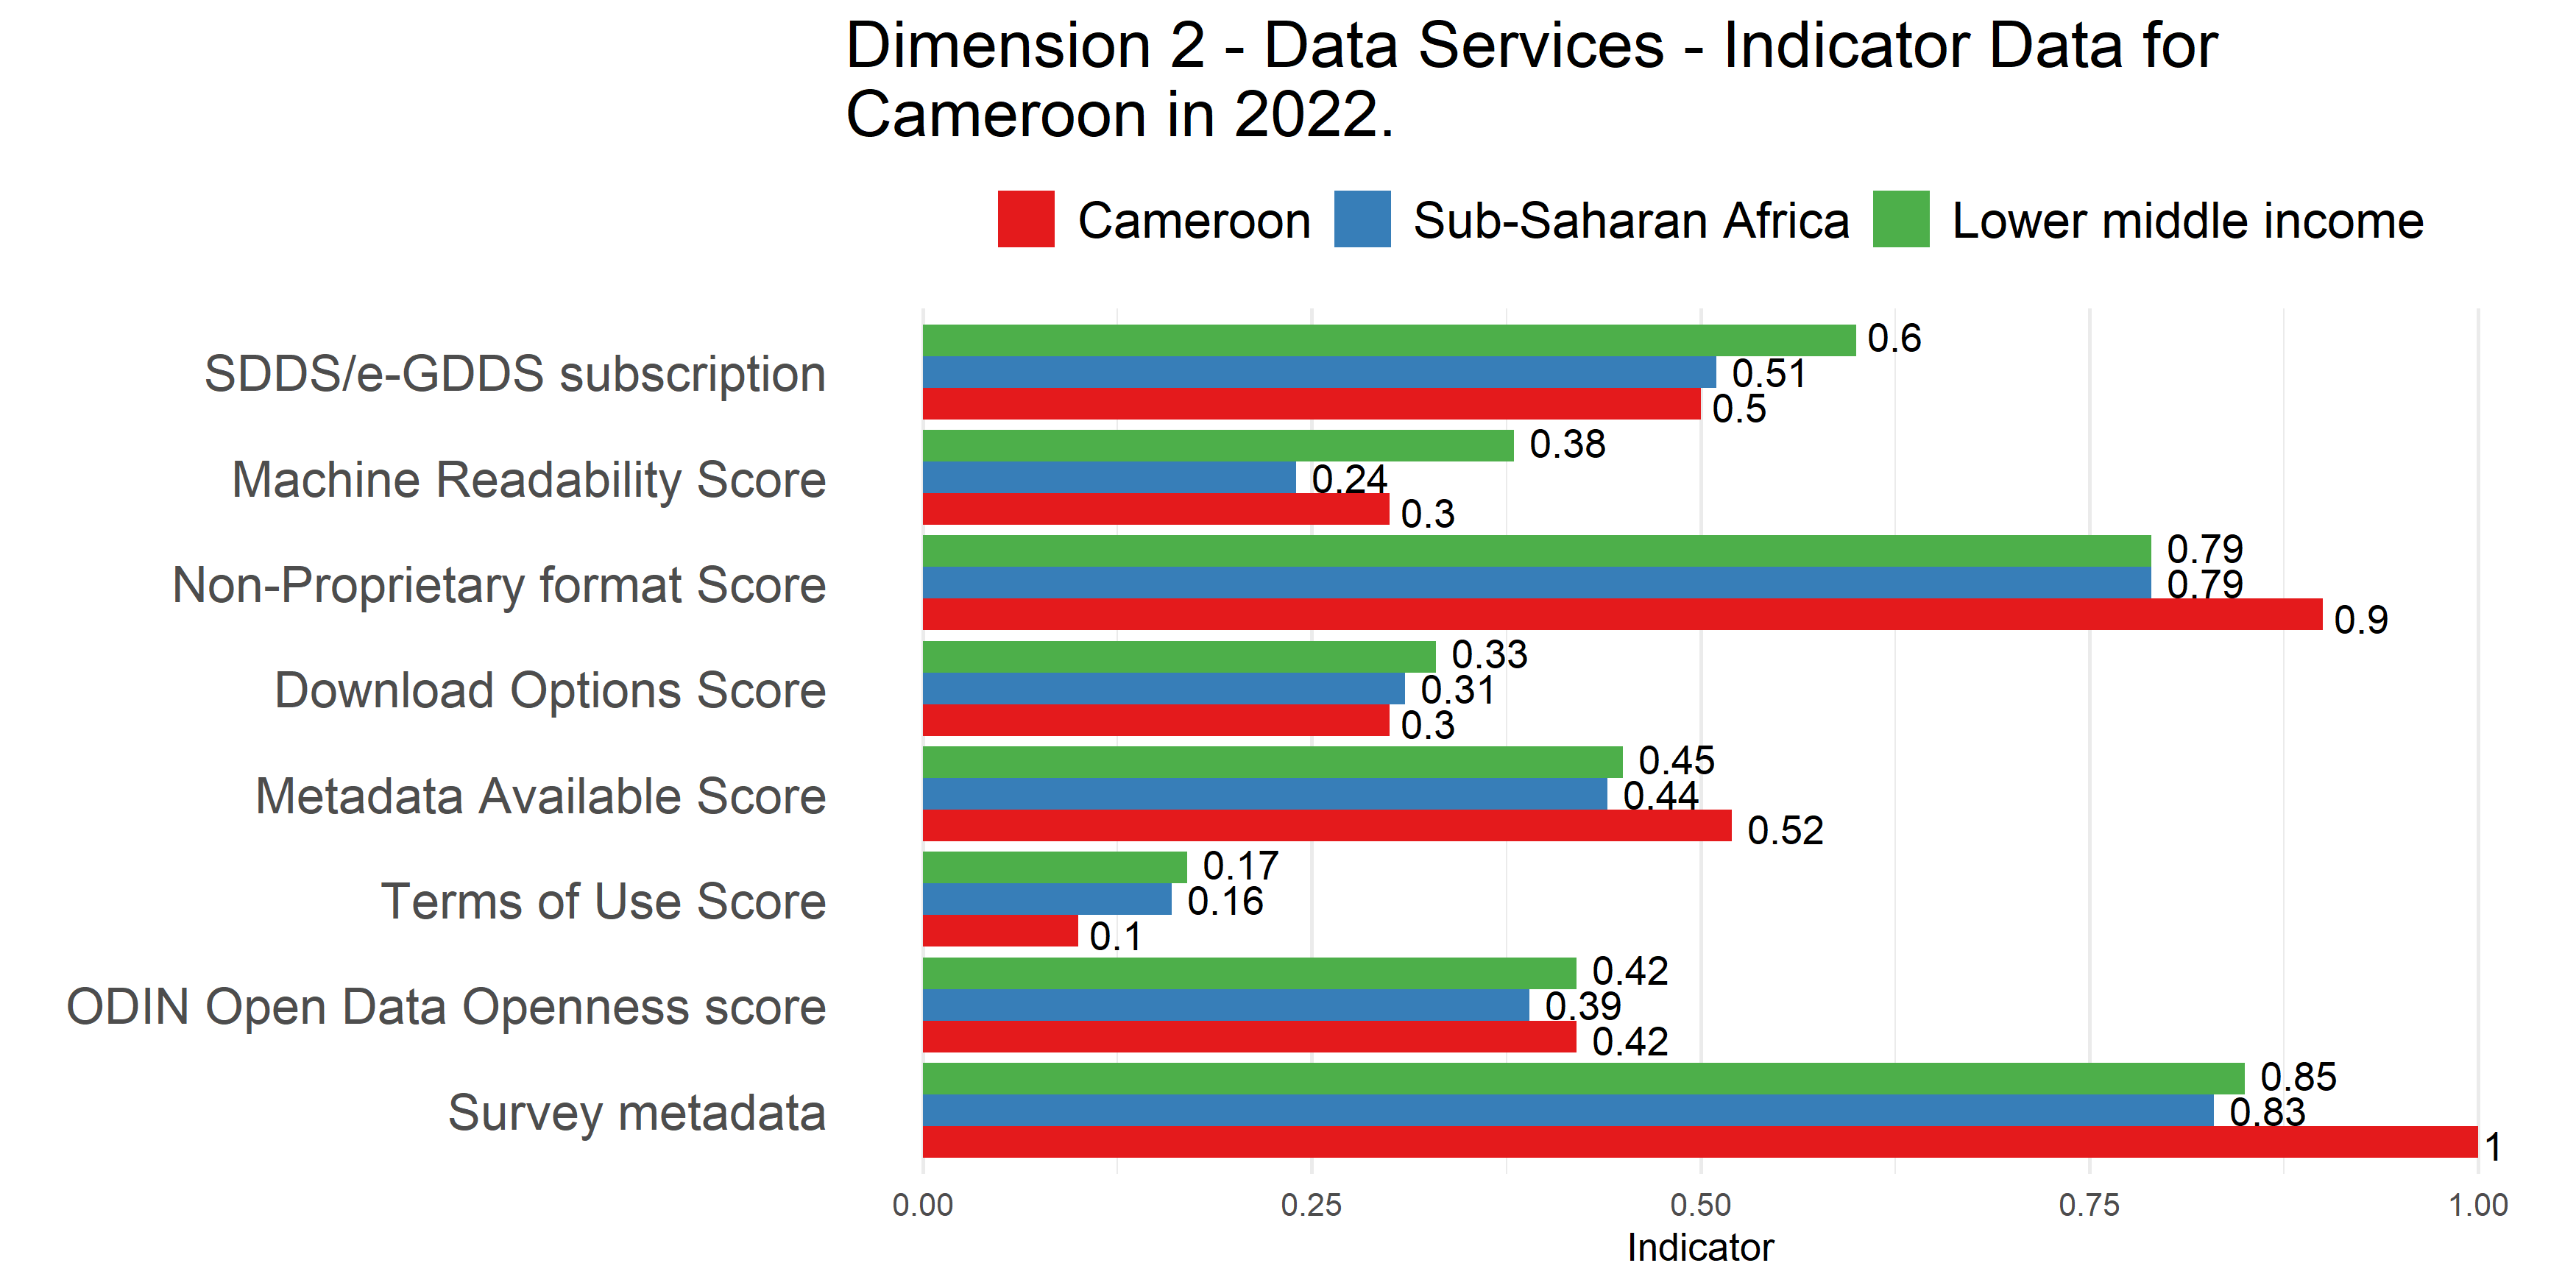 Dimension 2 - Data Services - Indicator Data for
Cameroon in 2022.
Cameroon Sub-Saharan Africa Lower middle income
SDDS/e-GDDS subscription
0.6
0.51
0.5
Machine Readability Score
0.38
0.24
0.3
Non-Proprietary format Score
0.79
0.79
0.9
Download Options Score
0.33
0.31
0.3
Metadata Available Score
0.45
0.44
0.52
Terms of Use Score
0.17
0.16
0.1
ODIN Open Data Openness score
0.42
0.39
0.42
Survey metadata
0.85
0.83
1
0.00 0.25 0.50 0.75 1.00
Indicator